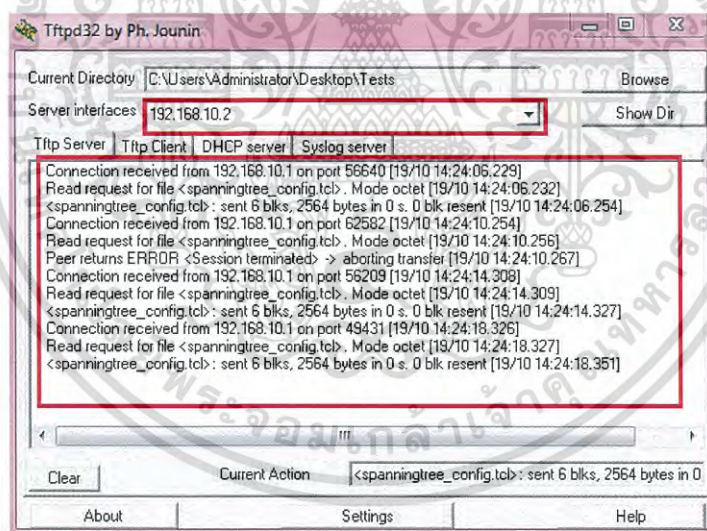 Tftpd32 by Ph. Jounin
Current Directory C:\Users\Administrator\Desktop\Tests Browse
Server interfaces 192.168.10.2 Show Dir
Tftp Server Tftp Client DHCP server Syslog server
Connection received from 192.168.10.1 on port 56640 [19/10 14:24:06.229]
Read request for file <spanningtree_config.tcl>. Mode octet [19/10 14:24:06.232]
<spanningtree_config.tcl>: sent 6 blks, 2564 bytes in 0 s. 0 blk resent [19/10 14:24:06.254]
Connection received from 192.168.10.1 on port 62582 [19/10 14:24:10.254]
Read request for file <spanningtree_config.tcl>. Mode octet [19/10 14:24:10.256]
Peer returns ERROR <Session terminated> -> aborting transfer [19/10 14:24:10.267]
Connection received from 192.168.10.1 on port 56209 [19/10 14:24:14.308]
Read request for file <spanningtree_config.tcl>. Mode octet [19/10 14:24:14.309]
<spanningtree_config.tcl>: sent 6 blks, 2564 bytes in 0 s. 0 blk resent [19/10 14:24:14.327]
Connection received from 192.168.10.1 on port 49431 [19/10 14:24:18.326]
Read request for file <spanningtree_config.tcl>. Mode octet [19/10 14:24:18.327]
<spanningtree_config.tcl>: sent 6 blks, 2564 bytes in 0 s. 0 blk resent [19/10 14:24:18.351]
Clear Current Action <spanningtree_config.tcl>: sent 6 blks, 2564 bytes in 0
About Settings Help